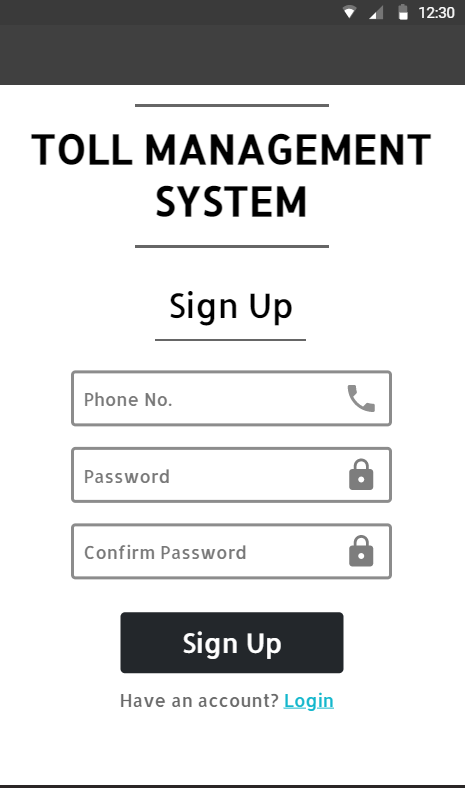 12:30
TOLL MANAGEMENT
SYSTEM
Sign Up
Phone No.
Password
Confirm Password
Sign Up
Have an account? Login